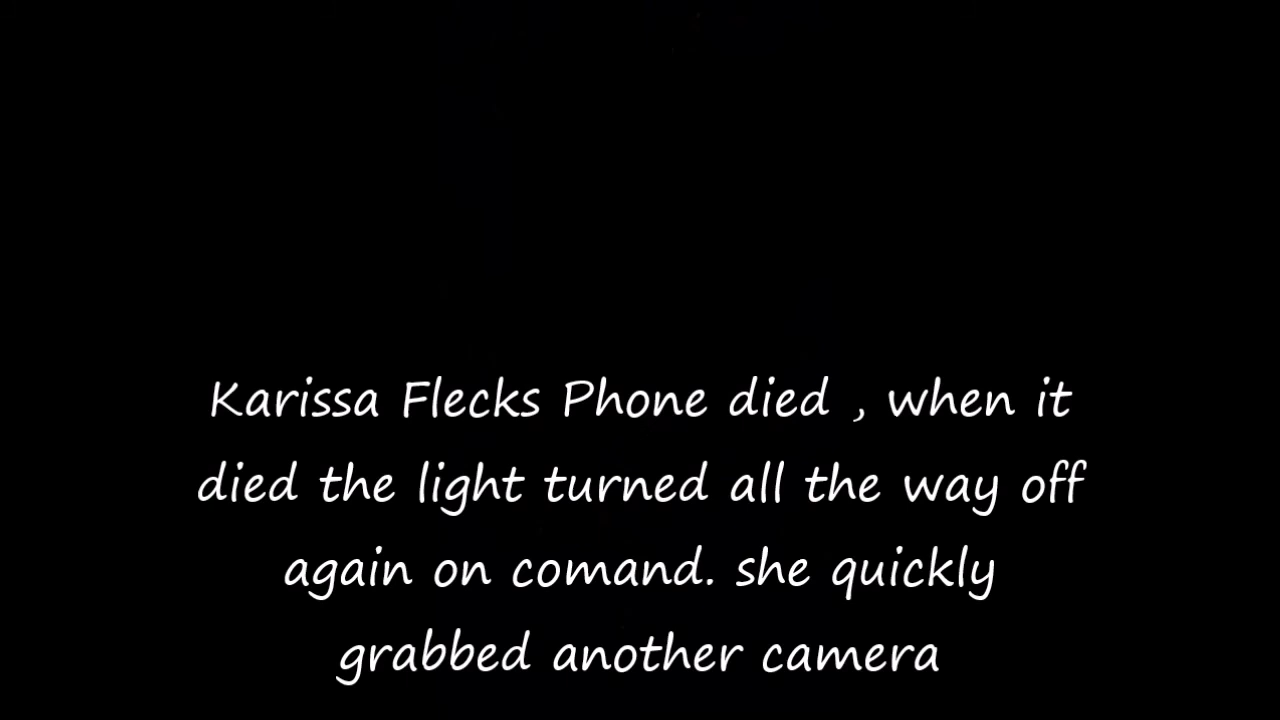 Karissa Flecks Phone died , when it
died the light turned all the way off
again on comand. she quickly
grabbed another camera